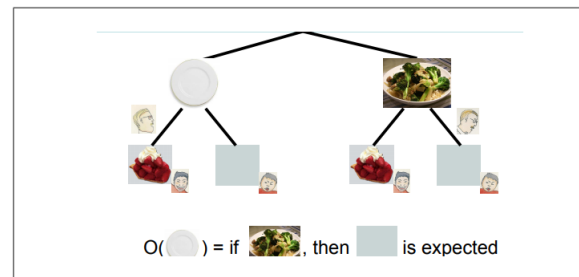 O( ) = if , then is expected